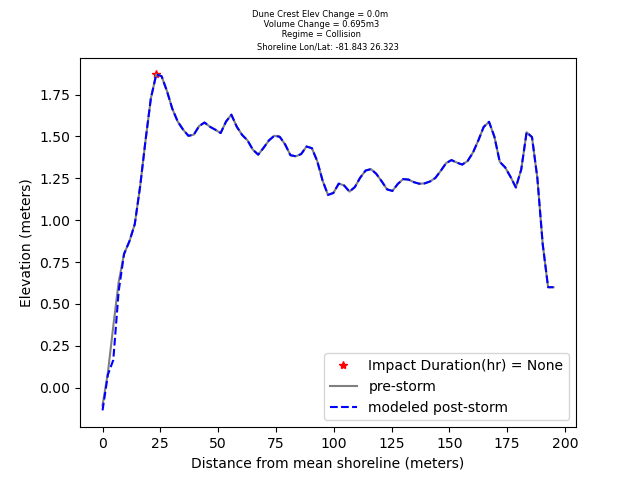 Dune Crest Elev Change = 0.0m
Volume Change = 0.695m3
Regime = Collision
Shoreline Lon/Lat: -81.843 26.323
1.75
1.50
1.25
1.00
0.75
0.50
0.25
0.00
Elevation (meters)
Impact Duration(hr) = None
pre-storm
modeled post-storm
0 25 50 75 100 125 150 175 200
Distance from mean shoreline (meters)